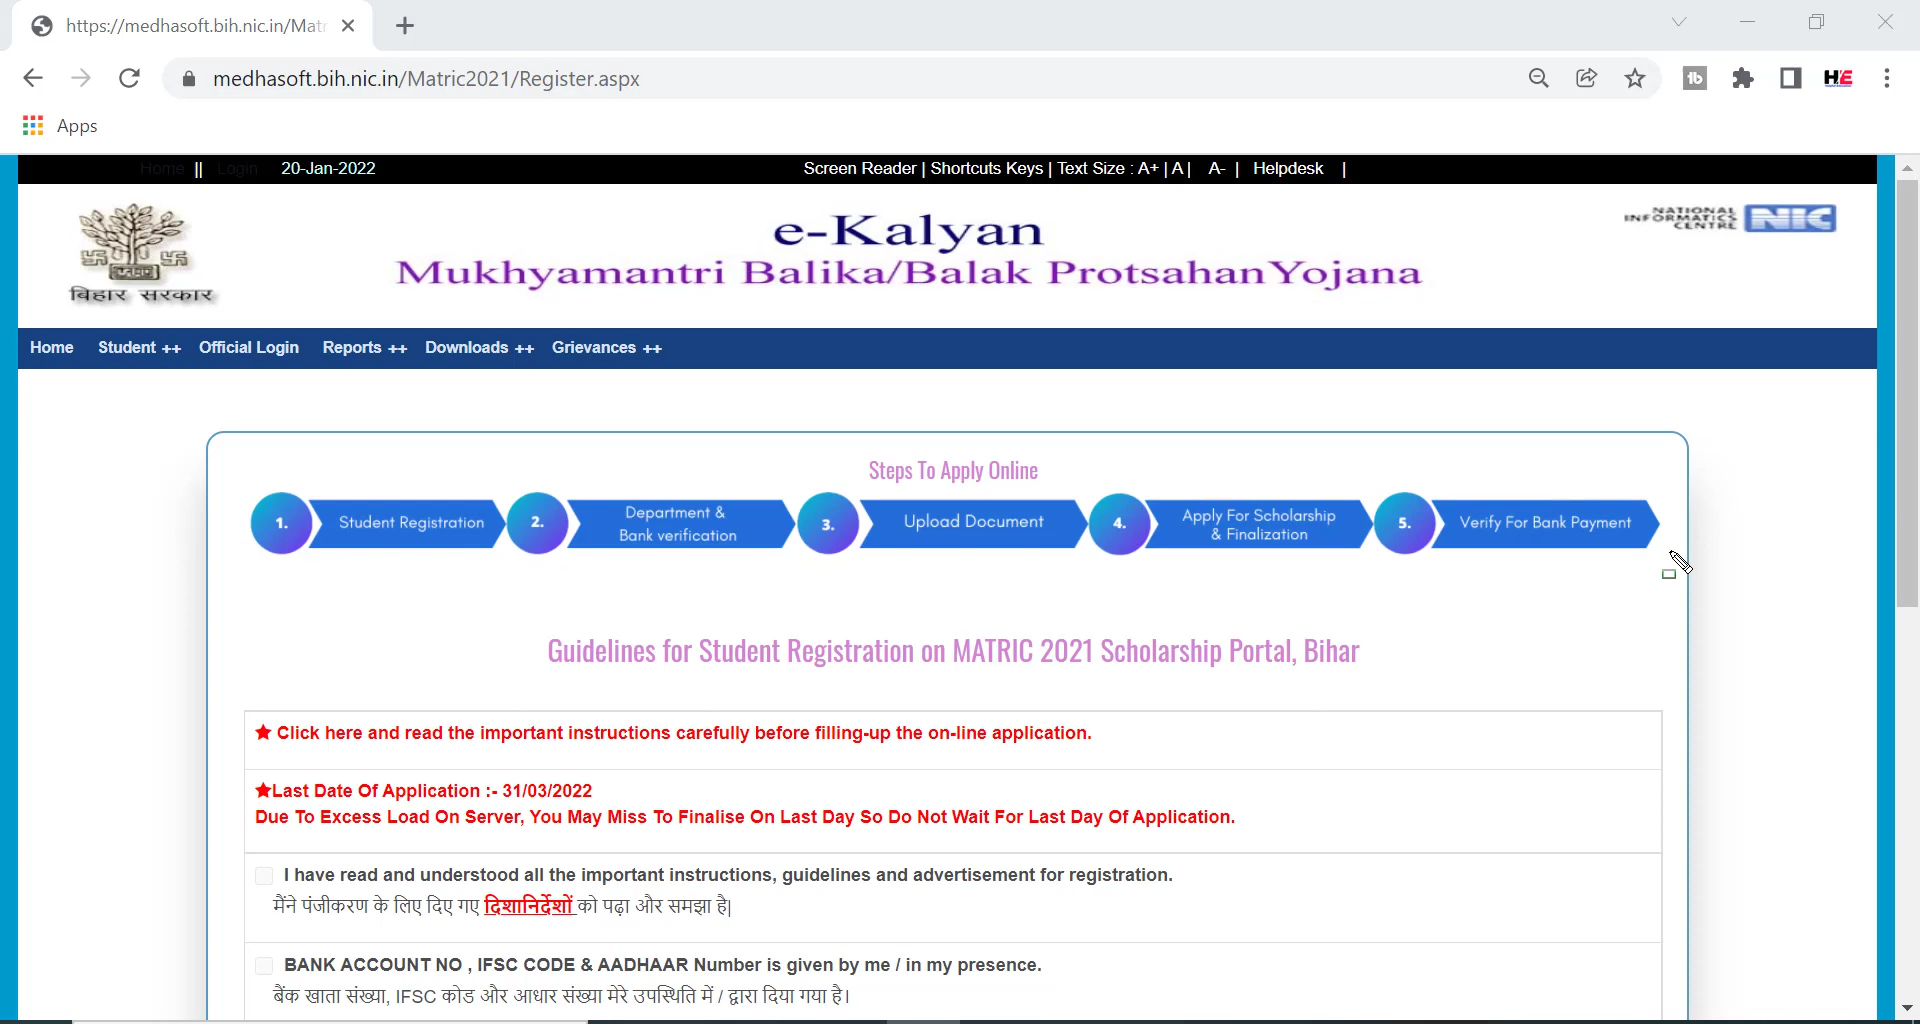 https://medhasoft.bih.nic.in/Matr
medhasoft.bih.nic.in/Matric2021/Register.aspx
Apps
Home || Login 20-Jan-2022 Screen Reader | Shortcuts Keys | Text Size : A+ | A | A- | Helpdesk |
बिहार सरकार
e-Kalyan
Mukhyamantri Balika/Balak Protsahan Yojana
NATIONAL
INFORMATICS
CENTRE
NIC
Home Student ++ Official Login Reports ++ Downloads ++ Grievances ++
Steps To Apply Online
1. Student Registration
2. Department &
Bank verification
3. Upload Document
4. Apply For Scholarship
& Finalization
5. Verify For Bank Payment
Guidelines for Student Registration on MATRIC 2021 Scholarship Portal, Bihar
★ Click here and read the important instructions carefully before filling-up the on-line application.
★Last Date Of Application :- 31/03/2022
Due To Excess Load On Server, You May Miss To Finalise On Last Day So Do Not Wait For Last Day Of Application.
I have read and understood all the important instructions, guidelines and advertisement for registration.
मैंने पंजीकरण के लिए दिए गए दिशानिर्देशों को पढ़ा और समझा है|
BANK ACCOUNT NO , IFSC CODE & AADHAAR Number is given by me / in my presence.
बैंक खाता संख्या, IFSC कोड और आधार संख्या मेरे उपस्थिति में / द्वारा दिया गया है।